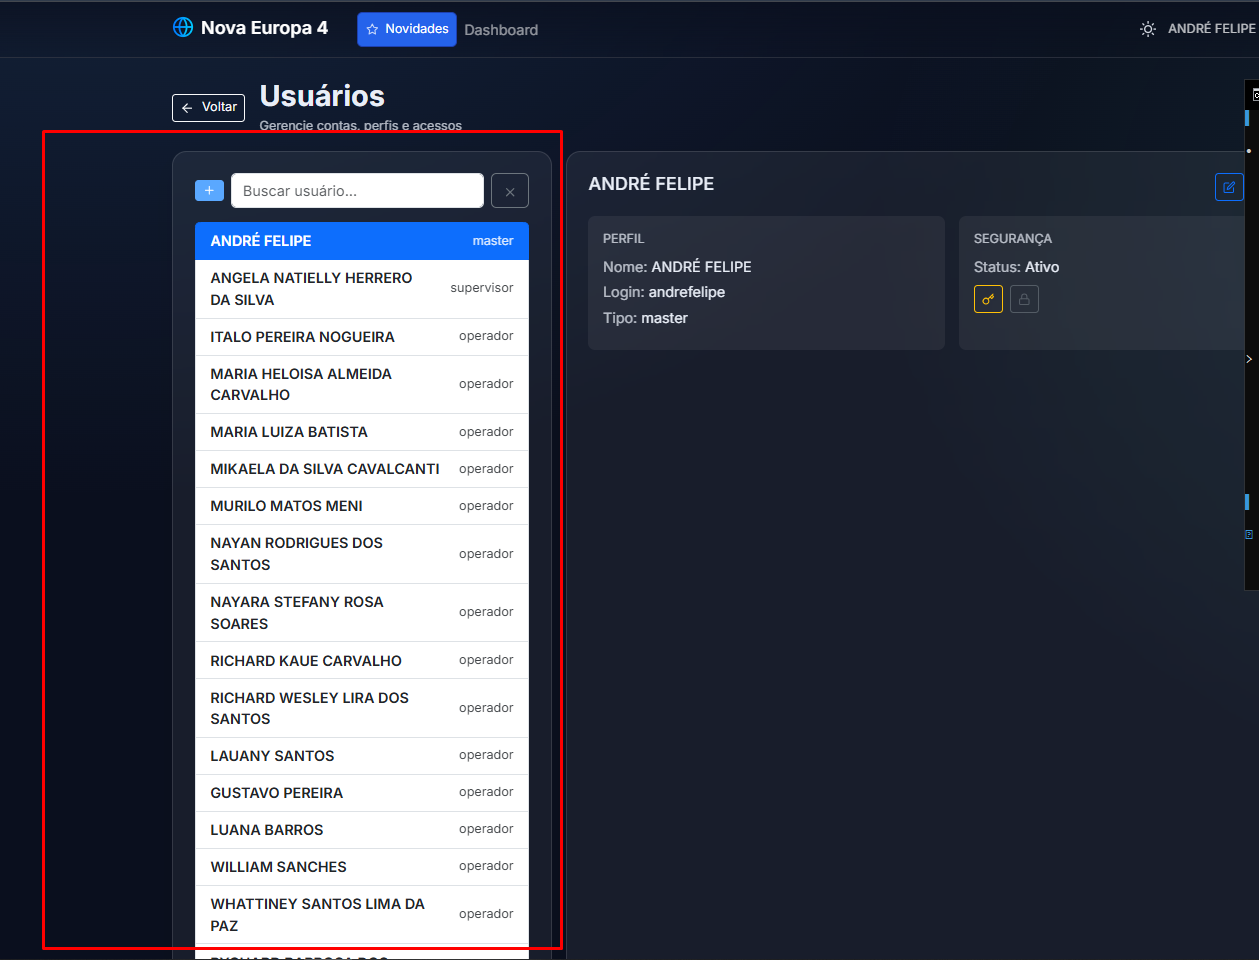 Nova Europa 4
Novidades
Dashboard
ANDRÉ FELIPE
Voltar
Usuários
Gerencie contas, perfis e acessos
+
Buscar usuário...
ANDRÉ FELIPE master
ANGELA NATIELLY HERRERO
DA SILVA
supervisor
ITALO PEREIRA NOGUEIRA operador
MARIA HELOISA ALMEIDA
CARVALHO
operador
MARIA LUIZA BATISTA operador
MIKAELA DA SILVA CAVALCANTI operador
MURILO MATOS MENI operador
NAYAN RODRIGUES DOS
SANTOS
operador
NAYARA STEFANY ROSA
SOARES
operador
RICHARD KAUE CARVALHO operador
RICHARD WESLEY LIRA DOS
SANTOS
operador
LAUANY SANTOS operador
GUSTAVO PEREIRA operador
LUANA BARROS operador
WILLIAM SANCHES operador
WHATTINEY SANTOS LIMA DA
PAZ
operador
ANDRÉ FELIPE
PERFIL
Nome: ANDRÉ FELIPE
Login: andrefelipe
Tipo: master
SEGURANÇA
Status: Ativo